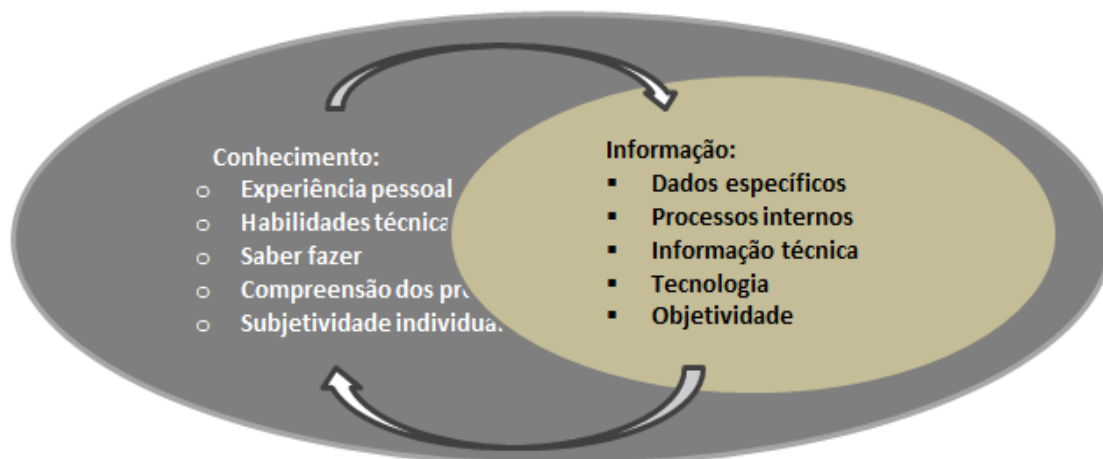 Conhecimento:
o Experiência pessoal
o Habilidades técnica
o Saber fazer
o Compreensão dos
o Subjetividade
Informação:
▪ Dados específicos
▪ Processos internos
▪ Informação técnica
▪ Tecnologia
▪ Objetividade